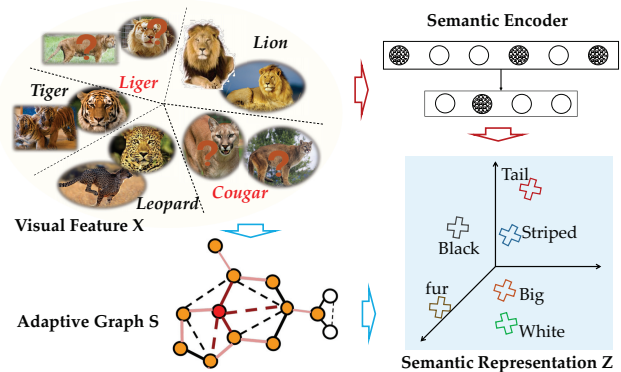 Semantic Encoder
Lion
Liger
Tiger
?
?
?
?
Leopard
Cougar
Visual Feature X
Tail
Black
Striped
fur
Big
White
Adaptive Graph S
Semantic Representation Z